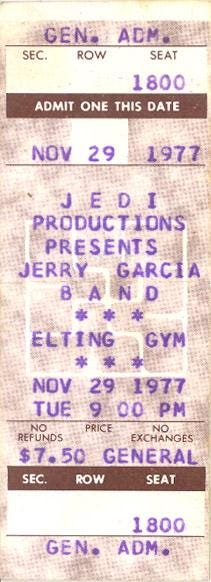 GEN. ADM.
SEC. ROW SEAT
1800
ADMIT ONE THIS DATE
NOV 29 1977
JEDI
PRODUCTIONS
PRESENTS
JERRY GARCIA
BAND
***
ELTING GYM
***
NOV 29 1977
TUE 9 00 PM
NO REFUNDS PRICE NO EXCHANGES
$7.50 GENERAL
SEC. ROW SEAT
1800
GEN. ADM.